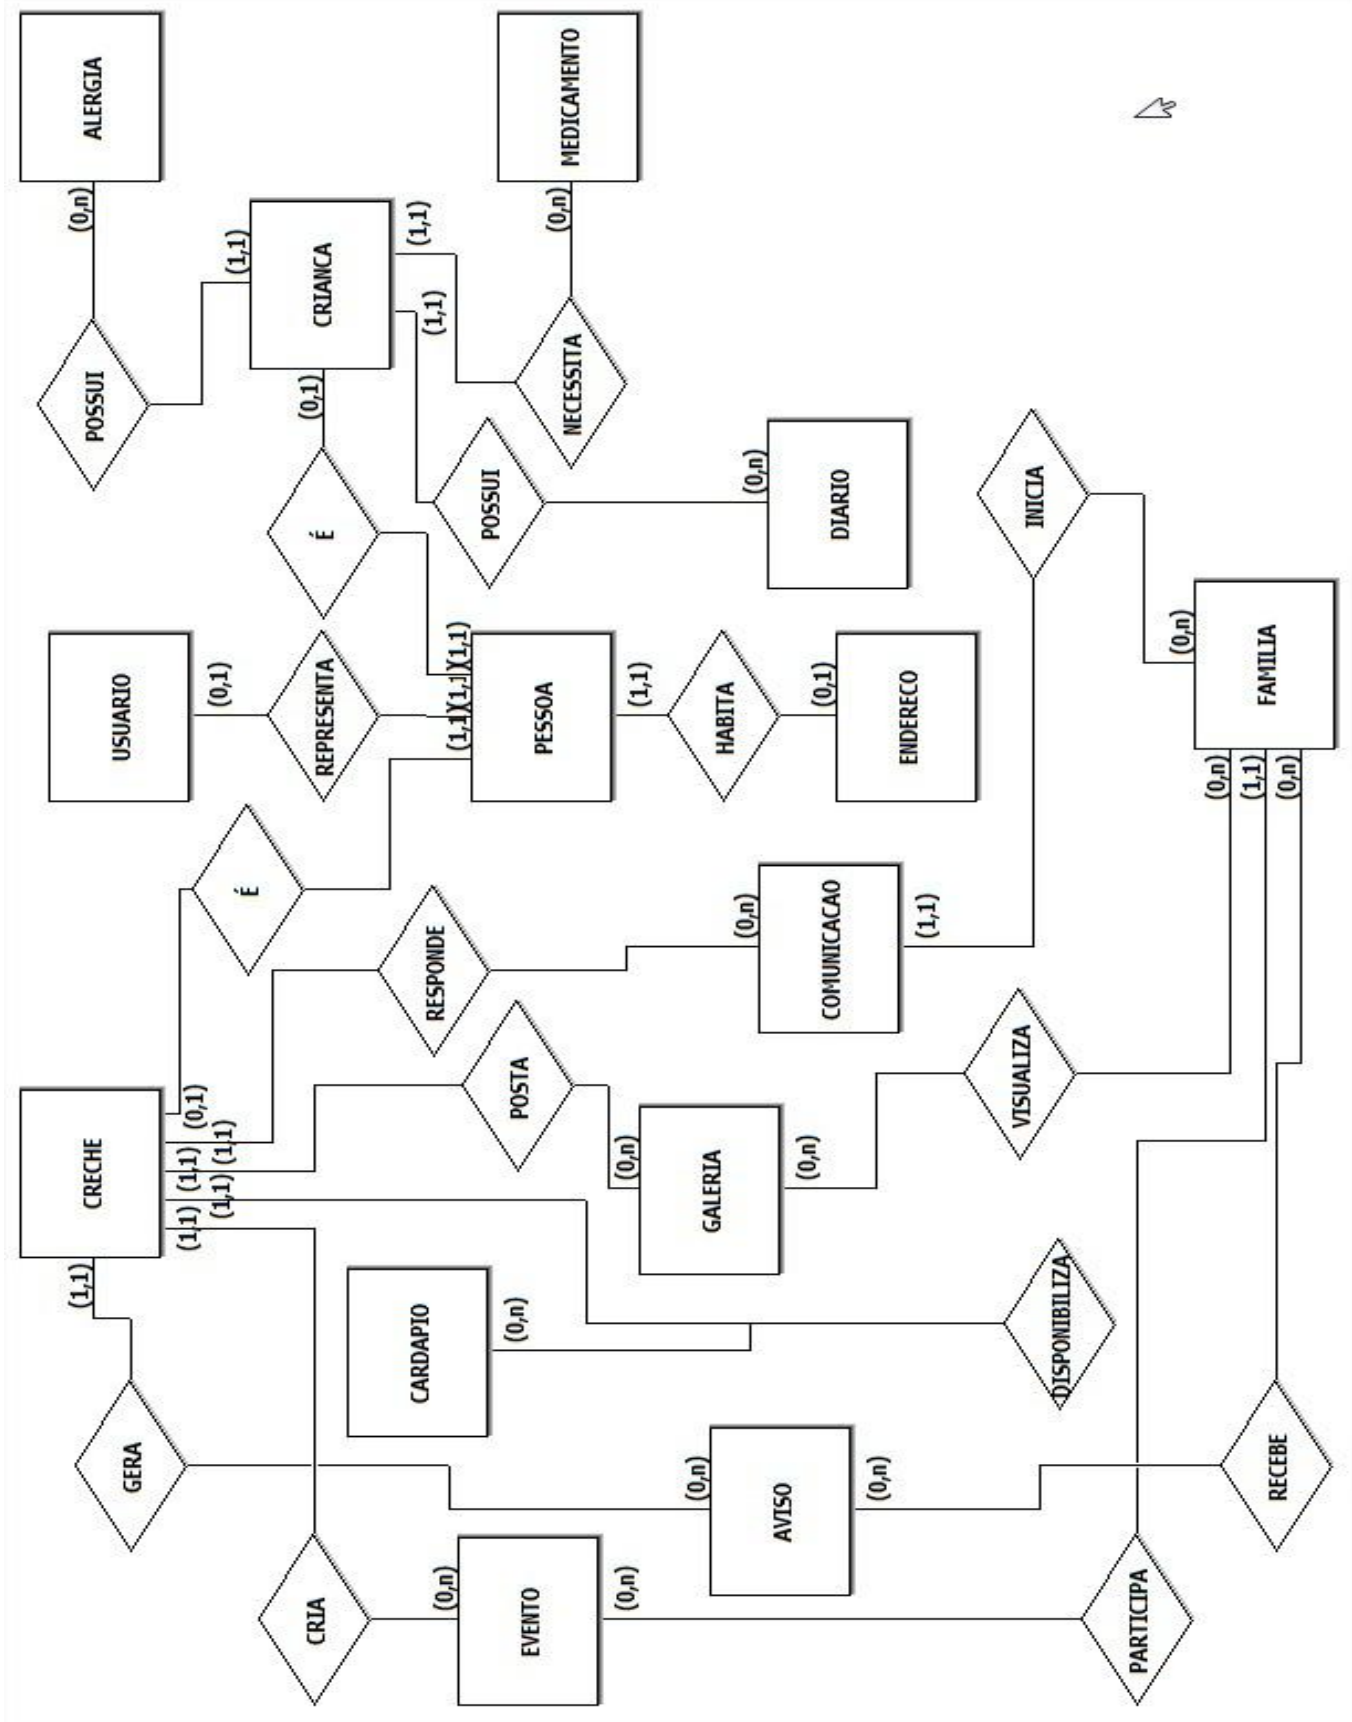 (1,1)
CRECHE
POSSUI
(0,n)
ALERGIA
GERA
USUARIO
(1,1)
(1,1)
(0,1)
(1,1)
(1,1)
(0,1)
(1,1)
É
CRIA
REPRESENTA
É
(0,1)
CRIANCA
CARDAPIO
RESPONDE
(1,1)
(1,1)
(0,n)
(1,1)(1,1)(1,1)
POSSUI
(0,n)
POSTA
EVENTO
PESSOA
NECESSITA
(0,n)
MEDICAMENTO
(0,n)
(0,n)
(1,1)
(0,n)
GALERIA
HABITA
(0,n)
(0,n)
AVISO
(0,n)
COMUNICACAO
(0,1)
DIARIO
(0,n)
ENDERECO
(1,1)
VISUALIZA
INICIA
DISPONIBILIZA
PARTICIPA
(0,n)
(0,n)
(1,1)
(0,n)
RECEBE
FAMILIA